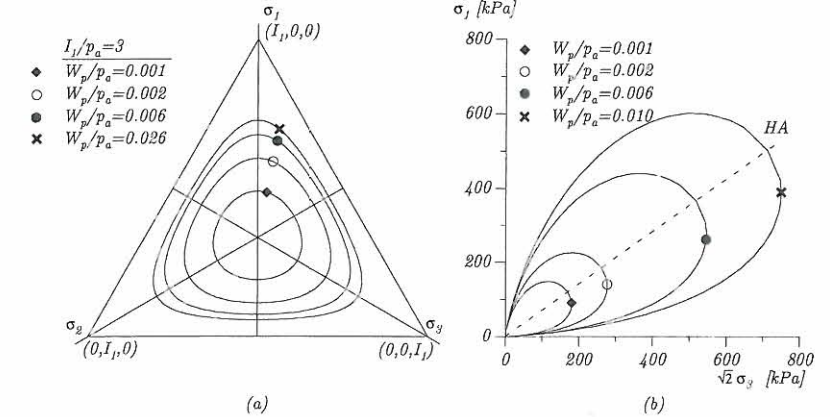 σ₁
(I₁,0,0)
I₁/pₐ=3
Wₚ/pₐ=0.001
Wₚ/pₐ=0.002
Wₚ/pₐ=0.006
Wₚ/pₐ=0.026
σ₂
(0,I₁,0)
σ₃
(0,0,I₁)
(a)
σ₁ [kPa]
800
600
400
200
0
Wₚ/pₐ=0.001
Wₚ/pₐ=0.002
Wₚ/pₐ=0.006
Wₚ/pₐ=0.010
HA
0
200
400
600
800
√2 σ₃ [kPa]
(b)